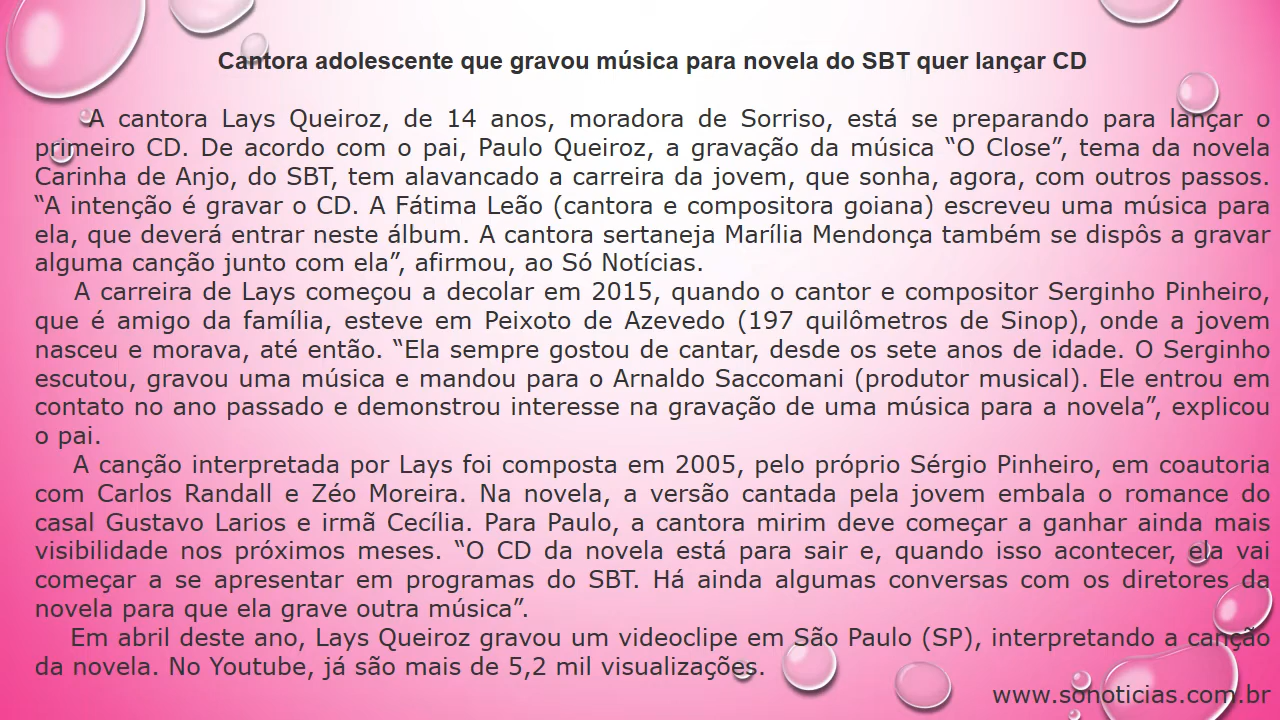 Cantora adolescente que gravou música para novela do SBT quer lançar CD
A cantora Lays Queiroz, de 14 anos, moradora de Sorriso, está se preparando para lançar o
primeiro CD. De acordo com o pai, Paulo Queiroz, a gravação da música “O Close”, tema da novela
Carinha de Anjo, do SBT, tem alavancado a carreira da jovem, que sonha, agora, com outros passos.
“A intenção é gravar o CD. A Fátima Leão (cantora e compositora goiana) escreveu uma música para
ela, que deverá entrar neste álbum. A cantora sertaneja Marília Mendonça também se dispôs a gravar
alguma canção junto com ela”, afirmou, ao Só Notícias.
A carreira de Lays começou a decolar em 2015, quando o cantor e compositor Serginho Pinheiro,
que é amigo da família, esteve em Peixoto de Azevedo (197 quilômetros de Sinop), onde a jovem
nasceu e morava, até então. “Ela sempre gostou de cantar, desde os sete anos de idade. O Serginho
escutou, gravou uma música e mandou para o Arnaldo Saccomani (produtor musical). Ele entrou em
contato no ano passado e demonstrou interesse na gravação de uma música para a novela”, explicou
o pai.
A canção interpretada por Lays foi composta em 2005, pelo próprio Sérgio Pinheiro, em coautoria
com Carlos Randall e Zéo Moreira. Na novela, a versão cantada pela jovem embala o romance do
casal Gustavo Larios e irmã Cecília. Para Paulo, a cantora mirim deve começar a ganhar ainda mais
visibilidade nos próximos meses. “O CD da novela está para sair e, quando isso acontecer, ela vai
começar a se apresentar em programas do SBT. Há ainda algumas conversas com os diretores da
novela para que ela grave outra música”.
Em abril deste ano, Lays Queiroz gravou um videoclipe em São Paulo (SP), interpretando a canção
da novela. No Youtube, já são mais de 5,2 mil visualizações.
www.sonoticias.com.br